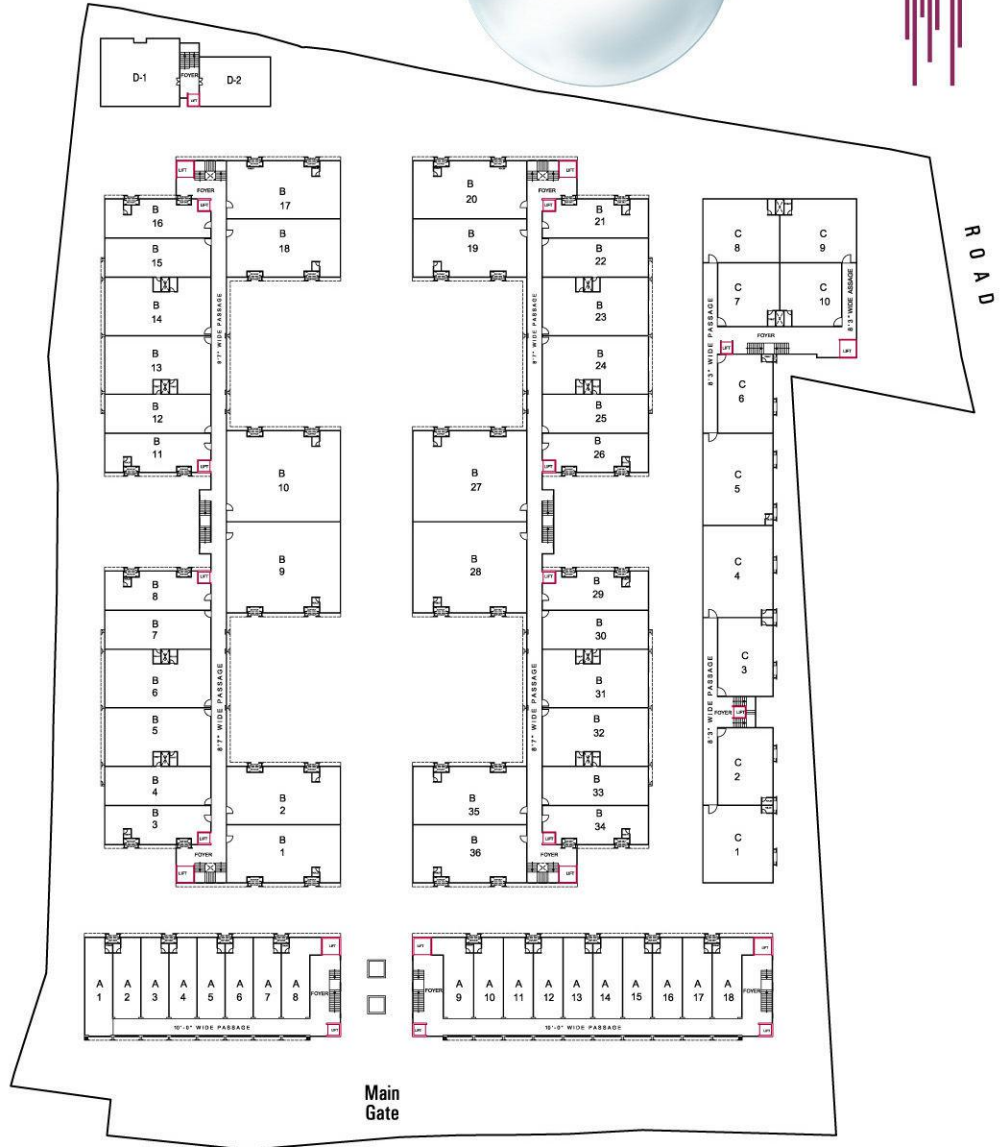 D-1
FOYER
D-2
LIFT
ROAD
LIFT
FOYER
LIFT
B
17
B
16
B
18
B
15
B
14
8'7" WIDE PASSAGE
B
13
B
12
B
11
LIFT
B
10
B
9
LIFT
B
8
B
7
B
6
8'7" WIDE PASSAGE
B
5
B
4
B
3
B
2
B
1
LIFT
FOYER
LIFT
B
20
FOYER
LIFT
LIFT
B
21
B
19
B
22
B
23
8'7" WIDE PASSAGE
B
24
B
25
B
26
LIFT
B
27
B
28
LIFT
B
29
B
30
B
31
8'7" WIDE PASSAGE
B
32
B
33
B
34
B
35
B
36
LIFT
FOYER
LIFT
C
8
C
9
C
7
C
10
8'3" WIDE PASSAGE
8'3" WIDE ASSAGE
FOYER
LIFT
LIFT
C
6
C
5
C
4
C
3
8'3" WIDE PASSAGE
FOYER
LIFT
C
2
C
1
A
1
A
2
A
3
A
4
A
5
A
6
A
7
A
8
LIFT
FOYER
10'-0" WIDE PASSAGE
LIFT
LIFT
FOYER
A
9
A
10
A
11
A
12
A
13
A
14
A
15
A
16
A
17
A
18
LIFT
FOYER
LIFT
10'-0" WIDE PASSAGE
LIFT
Main
Gate